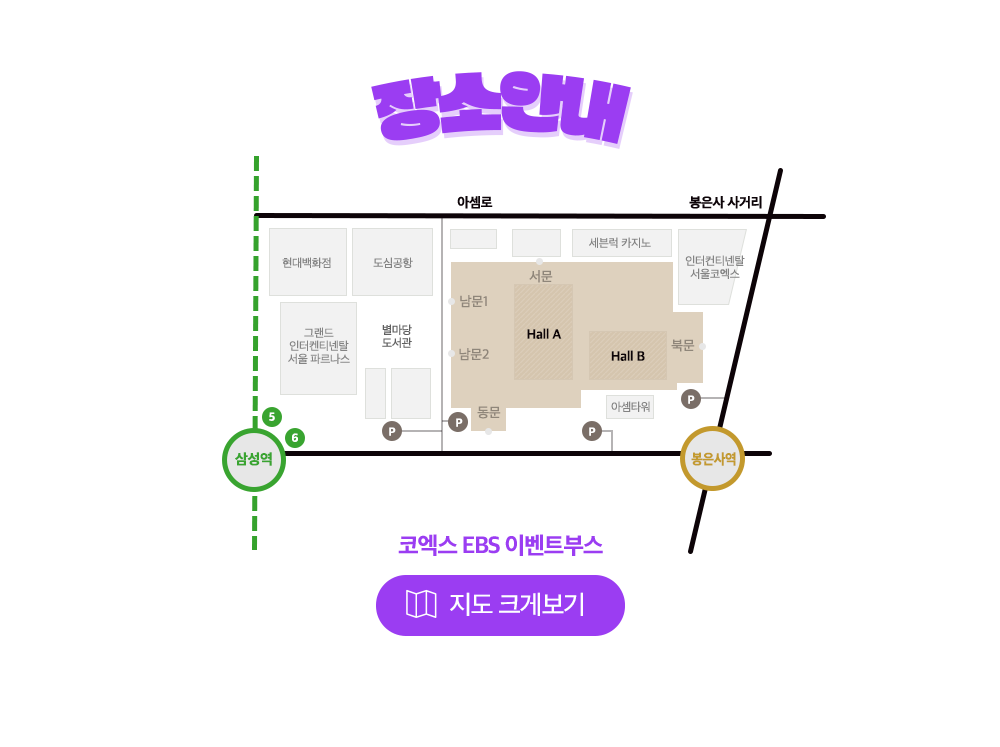 장소안내
아셈로
봉은사 사거리
현대백화점
도심공항
세븐럭 카지노
인터컨티넨탈
서울코엑스
서문
남문1
그랜드
인터켄티넨탈
서울 파르나스
별마당
도서관
Hall A
Hall B
북문
남문2
아셈타워
동문
P
P
P
P
5
6
삼성역
봉은사역
코엑스 EBS 이벤트부스
지도 크게보기